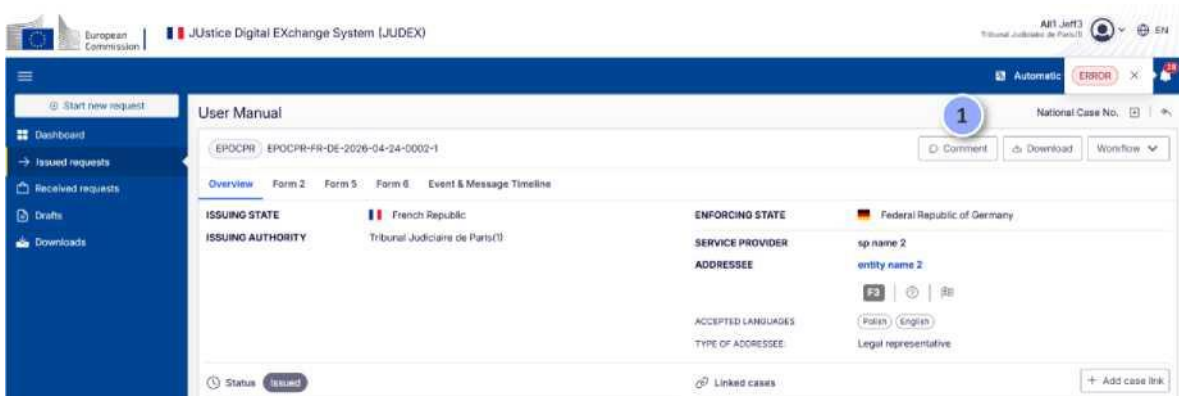 European
Commission
JUstice Digital EXchange System (JUDEX)
All1 Jeff3
Tribunal Judiciaire de Paris(1)
EN
Automatic
ERROR
28
Start new request
Dashboard
Issued requests
Received requests
Drafts
Downloads
User Manual
1
National Case No.
EPOCPR
EPOCPR-FR-DE-2026-04-24-0002-1
Comment
Download
Workflow
Overview
Form 2
Form 5
Form 6
Event & Message Timeline
ISSUING STATE
French Republic
ISSUING AUTHORITY
Tribunal Judiciaire de Paris(1)
ENFORCING STATE
Federal Republic of Germany
SERVICE PROVIDER
sp name 2
ADDRESSEE
entity name 2
F3
ACCEPTED LANGUAGES
Polish
English
TYPE OF ADDRESSEE:
Legal representative
Status
Issued
Linked cases
+ Add case link